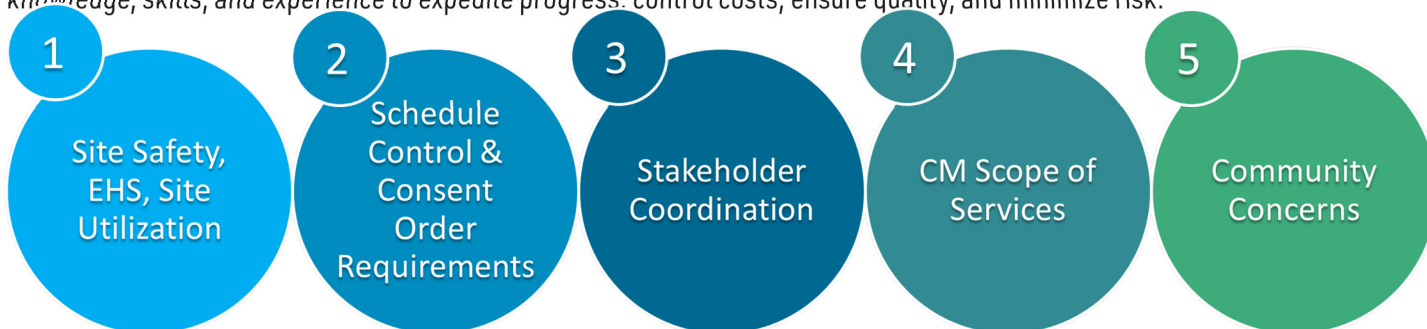 knowledge, skills, and experience to expedite progress, control costs, ensure quality, and minimize risk.
1
Site Safety,
EHS, Site
Utilization
2
Schedule
Control &
Consent
Order
Requirements
3
Stakeholder
Coordination
4
CM Scope of
Services
5
Community
Concerns